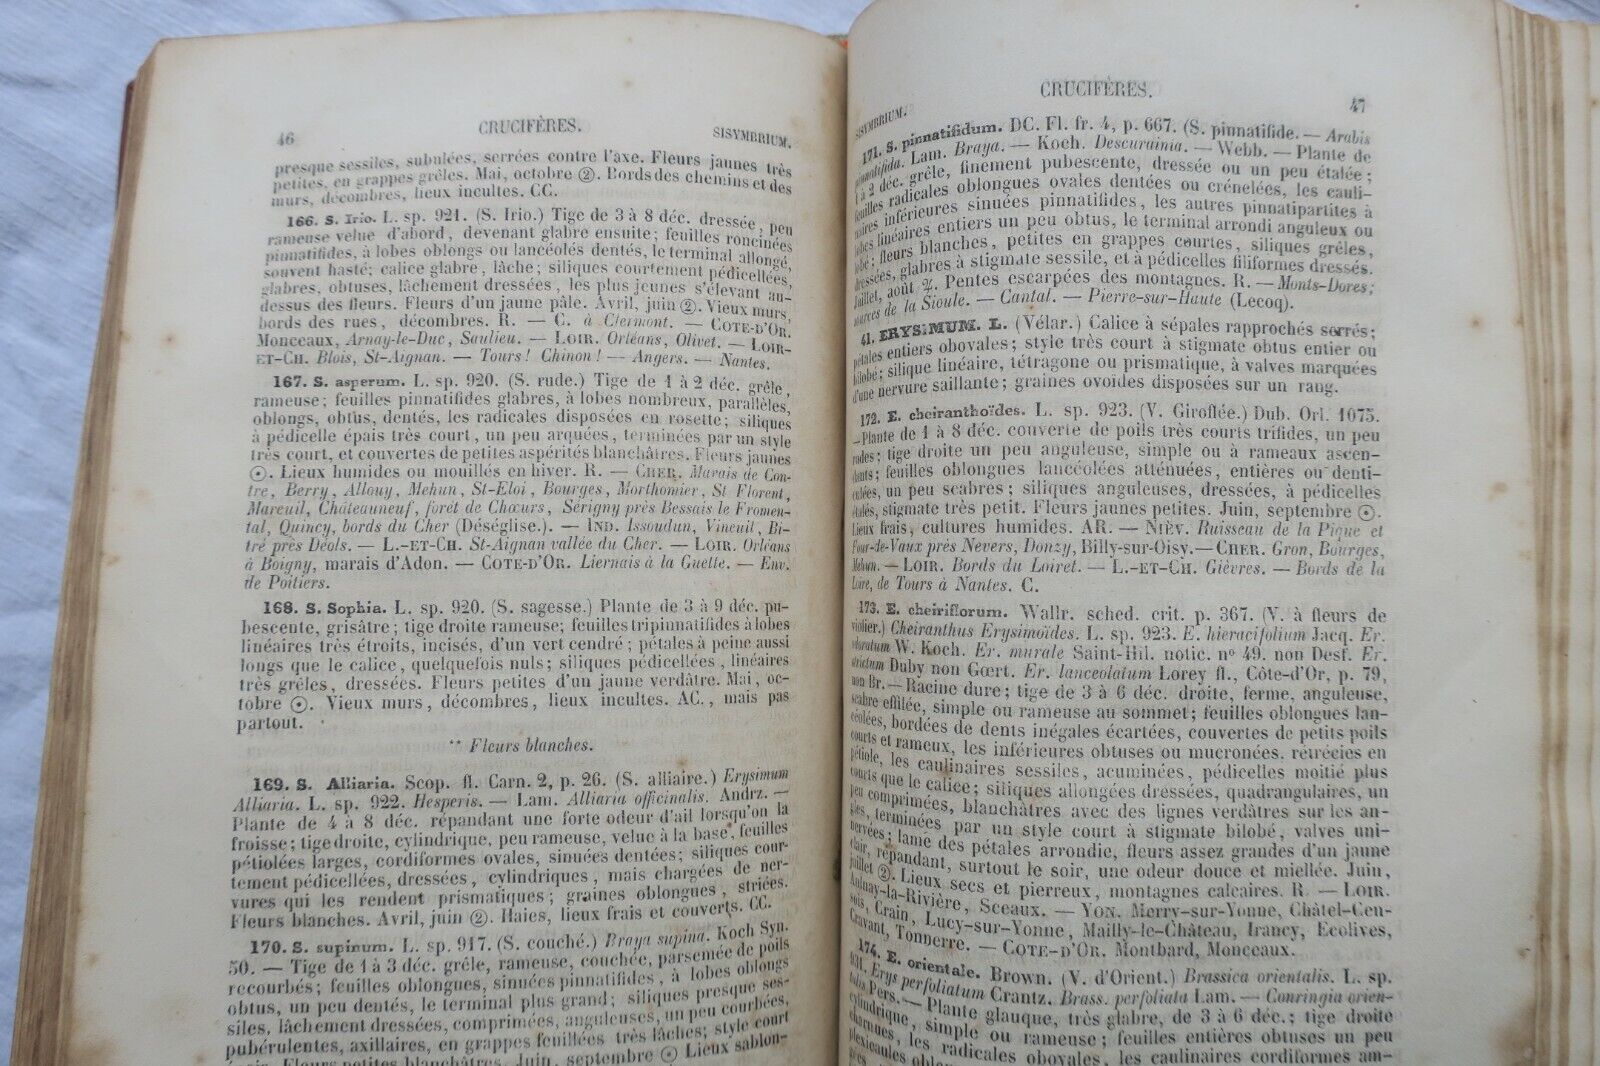 46
CRUCIFÈRES.
SISYMBRIUM.
presque sessiles, subulées, serrées contre l'axe. Fleurs jaunes très
petites, en grappes grêles. Mai, octobre ②. Bords des chemins et des
murs, décombres, lieux incultes. CC.
166. S. Irio. L. sp. 921. (S. Irio.) Tige de 3 à 8 déc. dressée, peu
rameuse velue d'abord, devenant glabre ensuite; feuilles roncinées
pinnatifides, à lobes oblongs ou lancéolés dentés, le terminal allongé,
souvent hasté; calice glabre, lâche; siliques courtement pédicellées,
glabres, obtuses, lâchement dressées, les plus jeunes s'élevant au-
dessus des fleurs. Fleurs d'un jaune pâle. Avril, juin ②. Vieux murs,
bords des rues, décombres. R. — C. à Clermont. — COTE-D'OR.
Monceaux, Arnay-le-Duc, Saulieu. — LOIR. Orléans, Olivet. — LOIR-
ET-CH. Blois, St-Aignan. — Tours! Chinon! — Angers. — Nantes.
167. S. asperum. L. sp. 920. (S. rude.) Tige de 1 à 2 déc. grêle,
rameuse; feuilles pinnatifides glabres, à lobes nombreux, parallèles,
oblongs, obtus, dentés, les radicales disposées en rosette; siliques
à pédicelle épais très court, un peu arquées, terminées par un style
très court, et couvertes de petites aspérités blanchâtres. Fleurs jaunes
⊙. Lieux humides ou mouillés en hiver. R. — CHER. Marais de Con-
tre, Berry, Allouy, Mehun, St-Eloi, Bourges, Morthomier, St Florent,
Mareuil, Châteauneuf, forêt de Chœurs, Sérigny près Bessais le Fromen-
tal, Quincy, bords du Cher (Déséglise.). — IND. Issoudun, Vineuil, Bi-
tré près Déols. — L.-ET-CH. St-Aignan vallée du Cher. — LOIR. Orléans
à Boigny, marais d'Adon. — COTE-D'OR. Liernais à la Guette. — Env.
de Poitiers.
168. S. Sophia. L. sp. 920. (S. sagesse.) Plante de 3 à 9 déc. pu-
bescente, grisâtre; tige droite rameuse; feuilles tripinnatifides à lobes
linéaires très étroits, incisés, d'un vert cendré; pétales à peine aussi
longs que le calice, quelquefois nuls; siliques pédicellées, linéaires
très grêles, dressées. Fleurs petites d'un jaune verdâtre. Mai, oc-
tobre ⊙. Vieux murs, décombres, lieux incultes. AC., mais pas
partout.
** Fleurs blanches.
169. S. Alliaria. Scop. fl. Carn. 2, p. 26. (S. alliaire.) Erysimum
Alliaria. L. sp. 922. Hesperis. — Lam. Alliaria officinalis. Andrz. —
Plante de 4 à 8 déc. répandant une forte odeur d'ail lorsqu'on la
froisse; tige droite, cylindrique, peu rameuse, velue à la base, feuilles
pétiolées larges, cordiformes ovales, sinuées dentées; siliques cour-
tement pédicellées, dressées, cylindriques, mais chargées de ner-
vures qui les rendent prismatiques; graines oblongues, striées.
Fleurs blanches. Avril, juin ②. Haies, lieux frais et couverts. CC.
170. S. supinum. L. sp. 917. (S. couché.) Braya supina. Koch Syn.
50. — Tige de 1 à 3 déc. grêle, rameuse, couchée, parsemée de poils
recourbés; feuilles oblongues, sinuées pinnatifides, à lobes oblongs
obtus, un peu dentés, le terminal plus grand; siliques presque ses-
siles, lâchement dressées, comprimées, anguleuses, un peu courbées,
pubérulentes, axillaires, en grappes feuillées très lâches; style court
Fleurs petites blanchâtres. Juin, septembre ⊙ Lieux sablon-
CRUCIFÈRES.
47
SISYMBRIUM.
171. S. pinnatifidum. DC. Fl. fr. 4, p. 667. (S. pinnatifide. — Arabis
pinnatifida. Lam. Braya. — Koch. Descurainia. — Webb. — Plante de
1 à 2 déc. grêle, finement pubescente, dressée ou un peu étalée;
feuilles radicales oblongues ovales dentées ou crénelées, les cauli-
noires inférieures sinuées pinnatifides, les autres pinnatipartites à
lobes linéaires entiers un peu obtus, le terminal arrondi anguleux ou
lobé; fleurs blanches, petites en grappes courtes, siliques grêles,
dressées, glabres à stigmate sessile, et à pédicelles filiformes dressés.
Juillet, août ♃. Pentes escarpées des montagnes. R. — Monts-Dores;
sources de la Sioule. — Cantal. — Pierre-sur-Haute (Lecoq).
41. ERYSIMUM. L. (Vélar.) Calice à sépales rapprochés serrés;
pétales entiers obovales; style très court à stigmate obtus entier ou
bilobé; silique linéaire, tétragone ou prismatique, à valves marquées
d'une nervure saillante; graines ovoïdes disposées sur un rang.
172. E. cheiranthoïdes. L. sp. 923. (V. Giroflée.) Dub. Orl. 1075.
—Plante de 1 à 8 déc. couverte de poils très courts trifides, un peu
rudes; tige droite un peu anguleuse, simple ou à rameaux ascen-
dants; feuilles oblongues lancéolées atténuées, entières ou denti-
culées, un peu scabres; siliques anguleuses, dressées, à pédicelles
étalés, stigmate très petit. Fleurs jaunes petites. Juin, septembre ⊙.
Lieux frais, cultures humides. AR. — NIÈV. Ruisseau de la Pique et
Four-de-Vaux près Nevers, Donzy, Billy-sur-Oisy. — CHER. Gron, Bourges,
Mehun. — LOIR. Bords du Loiret. — L.-ET-CH. Gièvres. — Bords de la
Loire, de Tours à Nantes. C.
173. E. cheiriflorum. Wallr. sched. crit. p. 367. (V. à fleurs de
violier.) Cheiranthus Erysimoïdes. L. sp. 923. E. hieracifolium Jacq. Er.
odoratum W. Koch. Er. murale Saint-Hil. notic. n° 49. non Desf. Er.
strictum Duby non Gœrt. Er. lanceolatum Lorey fl., Côte-d'Or, p. 79,
non Br. — Racine dure; tige de 3 à 6 déc. droite, ferme, anguleuse,
scabre effilée, simple ou rameuse au sommet; feuilles oblongues lan-
céolées, bordées de dents inégales écartées, couvertes de petits poils
courts et rameux, les inférieures obtuses ou mucronées, rétrécies en
pétiole, les caulinaires sessiles, acuminées, pédicelles moitié plus
courts que le calice; siliques allongées dressées, quadrangulaires, un
peu comprimées, blanchâtres avec des lignes verdâtres sur les an-
gles, terminées par un style court à stigmate bilobé, valves uni-
nervées; lame des pétales arrondie, fleurs assez grandes d'un jaune
clair, répandant, surtout le soir, une odeur douce et miellée. Juin,
juillet ②. Lieux secs et pierreux, montagnes calcaires. R. — LOIR.
Aulnay-la-Rivière, Sceaux. — YON. Merry-sur-Yonne, Châtel-Cen-
soir, Crain, Lucy-sur-Yonne, Mailly-le-Château, Irancy, Ecolives,
Cravant, Tonnerre. — COTE-D'OR. Montbard, Monceaux.
174. E. orientale. Brown. (V. d'Orient.) Brassica orientalis. L. sp.
931. Erys perfoliatum Crantz. Brass. perfoliata Lam. — Conringia orien-
talis Pers. — Plante glauque, très glabre, de 3 à 6 déc.; tige droite
cylindrique, simple ou rameuse; feuilles entières obtuses un peu
charnues, les radicales obovales, les caulinaires cordiformes am-